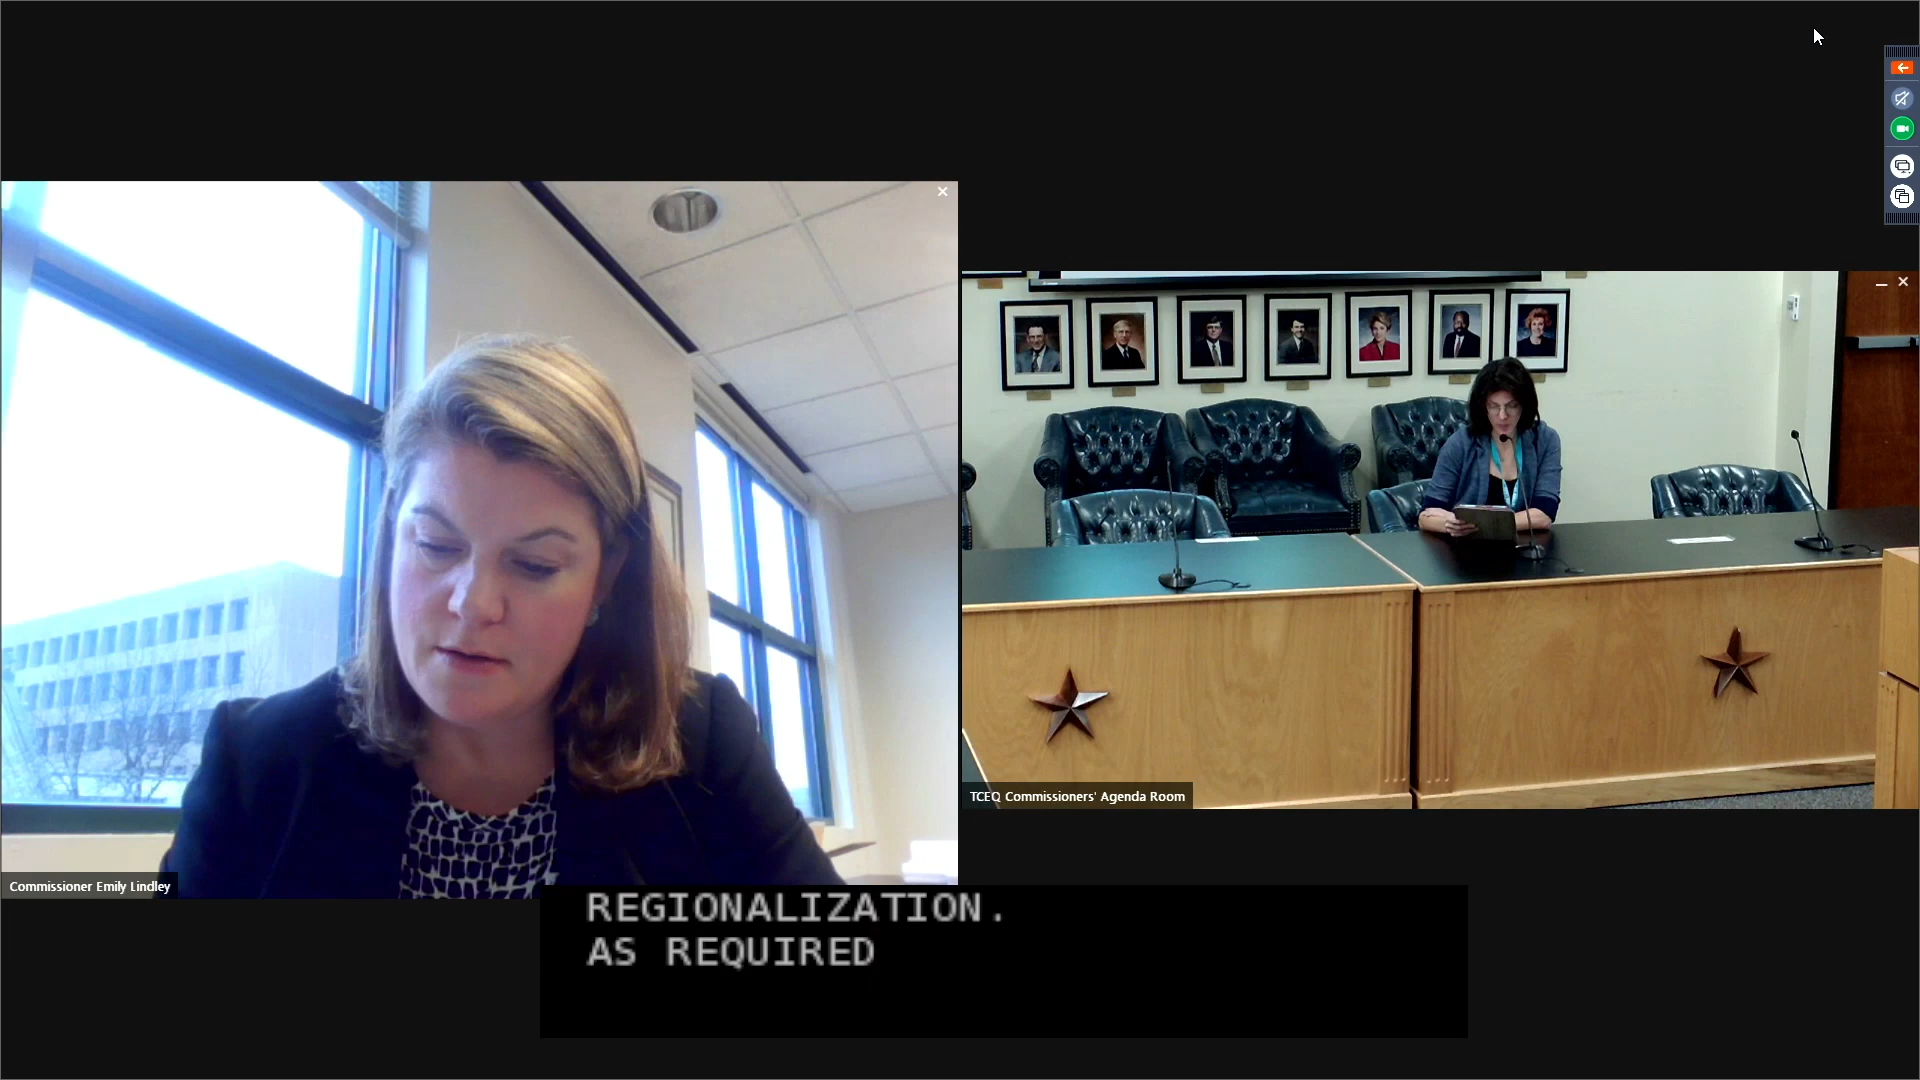 TCEQ Commissioners' Agenda Room
Commissioner Emily Lindley
REGIONALIZATION.
AS REQUIRED